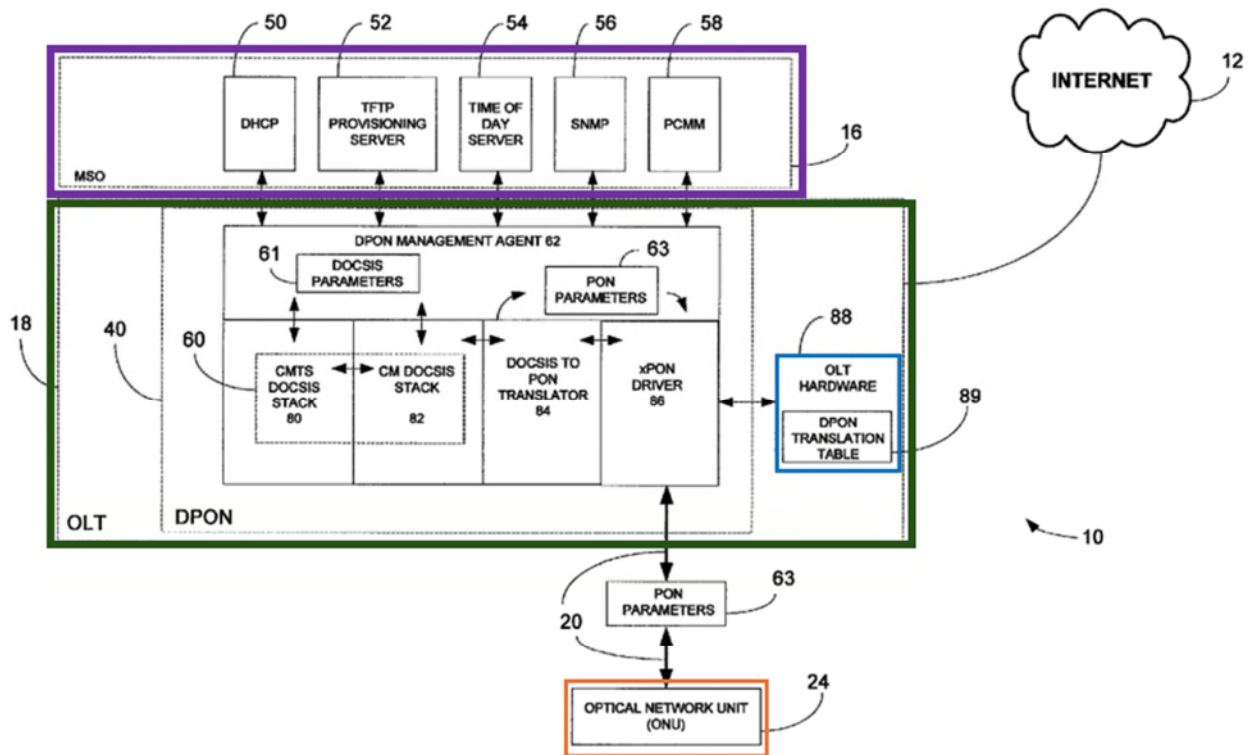 50
52
54
56
58
12
INTERNET
DHCP
TFTP
PROVISIONING
SERVER
TIME OF
DAY
SERVER
SNMP
PCMM
16
MSO
DPON MANAGEMENT AGENT 62
61
DOCSIS
PARAMETERS
63
PON
PARAMETERS
18
40
60
88
CMTS
DOCSIS
STACK
80
CM DOCSIS
STACK
82
DOCSIS TO
PON
TRANSLATOR
84
xPON
DRIVER
86
OLT
HARDWARE
89
DPON
TRANSLATION
TABLE
OLT
DPON
10
PON
PARAMETERS
63
20
24
OPTICAL NETWORK UNIT
(ONU)